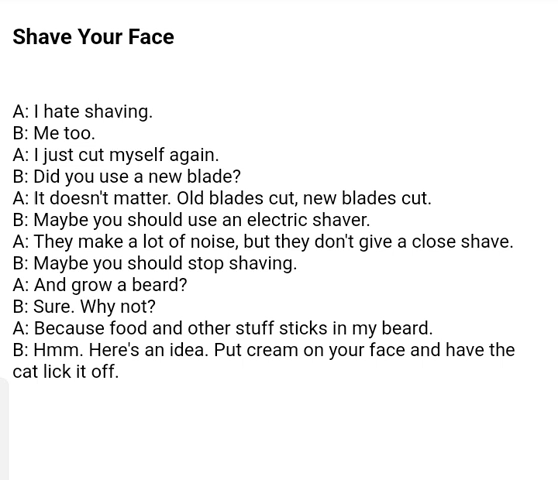 Shave Your Face
A: I hate shaving.
B: Me too.
A: I just cut myself again.
B: Did you use a new blade?
A: It doesn't matter. Old blades cut, new blades cut.
B: Maybe you should use an electric shaver.
A: They make a lot of noise, but they don't give a close shave.
B: Maybe you should stop shaving.
A: And grow a beard?
B: Sure. Why not?
A: Because food and other stuff sticks in my beard.
B: Hmm. Here's an idea. Put cream on your face and have the
cat lick it off.